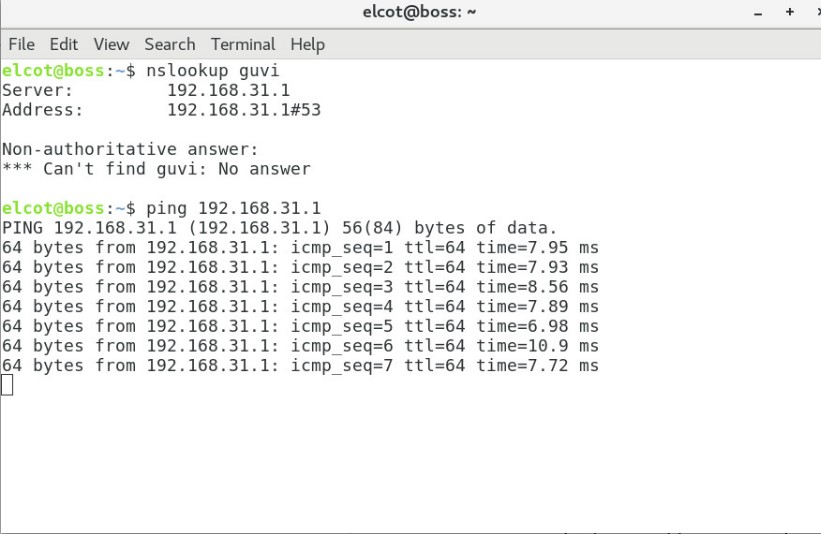 elcot@boss: ~
File Edit View Search Terminal Help
elcot@boss:~$ nslookup guvi
Server: 192.168.31.1
Address: 192.168.31.1#53
Non-authoritative answer:
*** Can't find guvi: No answer
elcot@boss:~$ ping 192.168.31.1
PING 192.168.31.1 (192.168.31.1) 56(84) bytes of data.
64 bytes from 192.168.31.1: icmp_seq=1 ttl=64 time=7.95 ms
64 bytes from 192.168.31.1: icmp_seq=2 ttl=64 time=7.93 ms
64 bytes from 192.168.31.1: icmp_seq=3 ttl=64 time=8.56 ms
64 bytes from 192.168.31.1: icmp_seq=4 ttl=64 time=7.89 ms
64 bytes from 192.168.31.1: icmp_seq=5 ttl=64 time=6.98 ms
64 bytes from 192.168.31.1: icmp_seq=6 ttl=64 time=10.9 ms
64 bytes from 192.168.31.1: icmp_seq=7 ttl=64 time=7.72 ms